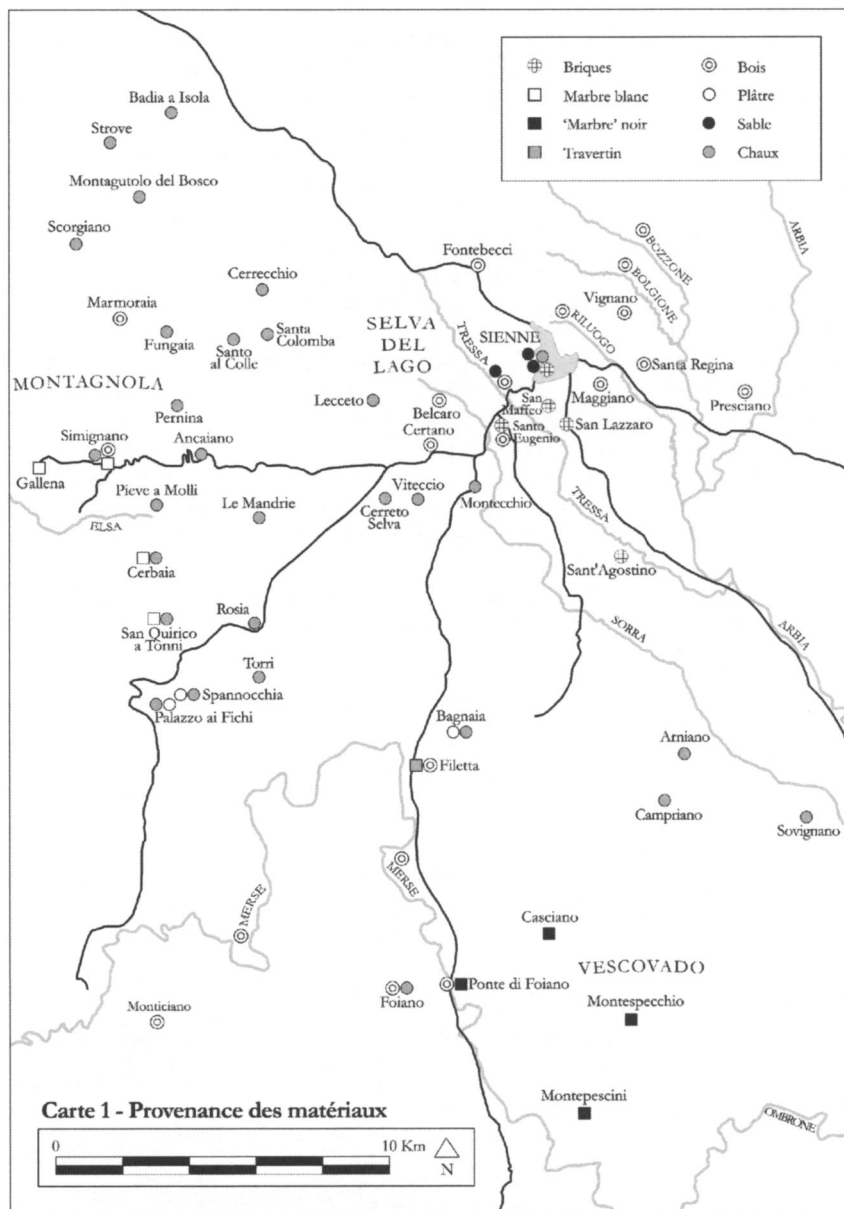 Briques
Bois
Marbre blanc
Plâtre
'Marbre' noir
Sable
Travertin
Chaux
Badia a Isola
Strove
Montagutolo del Bosco
Scorgiano
Fontebecci
BOZZONE
ARBIA
BOLGIONE
Cerrecchio
Marmoraia
Vignano
RILUOGO
Fungaia
Santo
al Colle
Santa
Colomba
SELVA
DEL
LAGO
TRESSA
SIENNE
Santa Regina
MONTAGNOLA
Pernina
Lecceto
Belcaro
Certano
San
Maffeo
Maggiano
Presciano
Simignano
Ancaiano
Santo
Eugenio
San Lazzaro
Gallena
Pieve a Molli
Le Mandrie
Viteccio
Cerreto
Selva
Montecchio
TRESSA
ELSA
Cerbaia
Sant'Agostino
San Quirico
a Tonni
Rosia
SORRA
ARBIA
Torri
Spannocchia
Palazzo ai Fichi
Bagnaia
Arniano
Filetta
Campriano
Sovignano
MERSE
MERSE
Casciano
VESCOVADO
Ponte di Foiano
Foiano
Monticiano
Montespecchio
Montepescini
OMBRONE
Carte 1 - Provenance des matériaux
0
10 Km
N